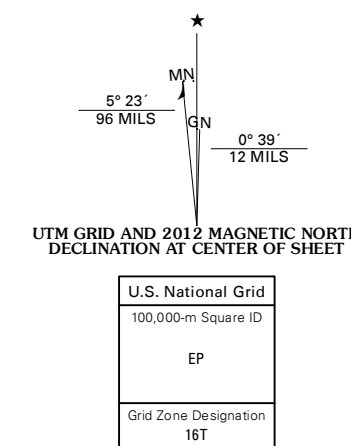 ★
MN
GN
5° 23´
96 MILS
0° 39´
12 MILS
UTM GRID AND 2012 MAGNETIC NORTH
DECLINATION AT CENTER OF SHEET
U.S. National Grid
100,000-m Square ID
EP
Grid Zone Designation
16T